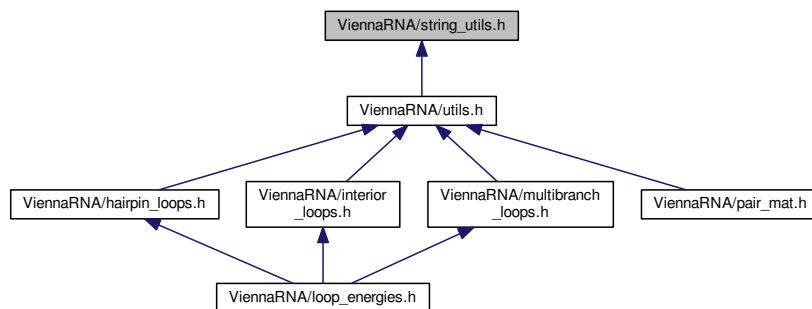 ViennaRNA/string_utils.h
ViennaRNA/utils.h
ViennaRNA/hairpin_loops.h
ViennaRNA/interior
_loops.h
ViennaRNA/multibranch
_loops.h
ViennaRNA/pair_mat.h
ViennaRNA/loop_energies.h